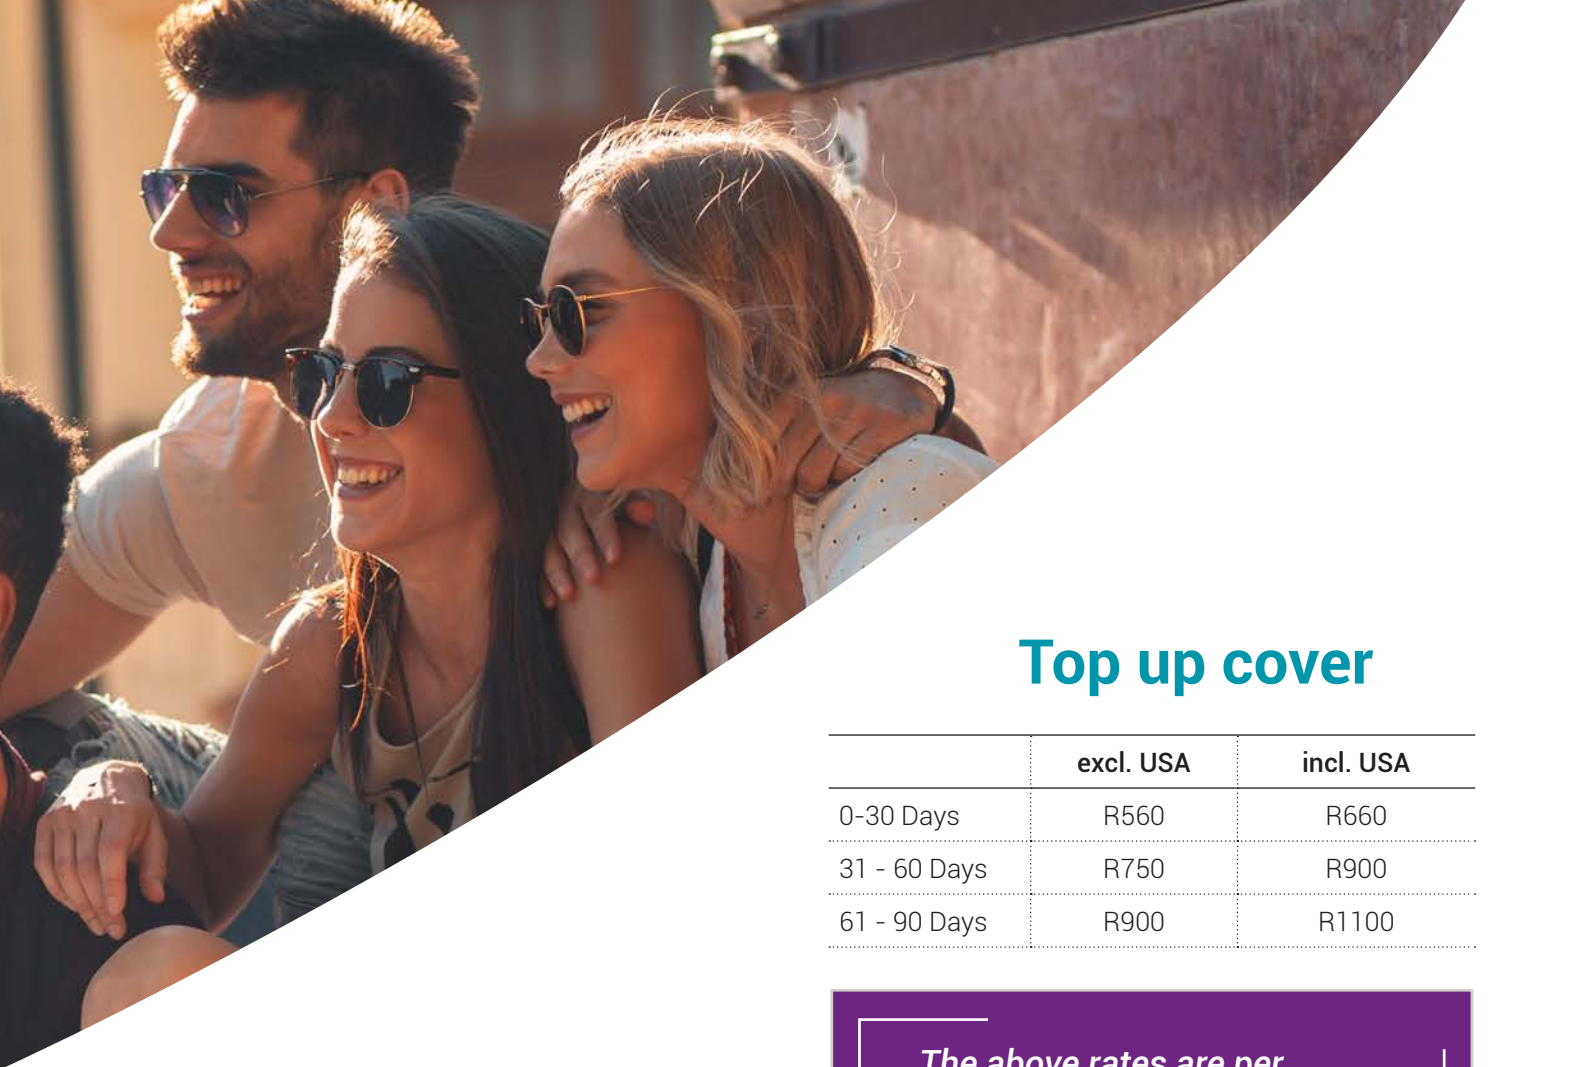 Top up cover
excl. USA incl. USA
0-30 Days R560 R660
31 - 60 Days R750 R900
61 - 90 Days R900 R1100
The above rates are per